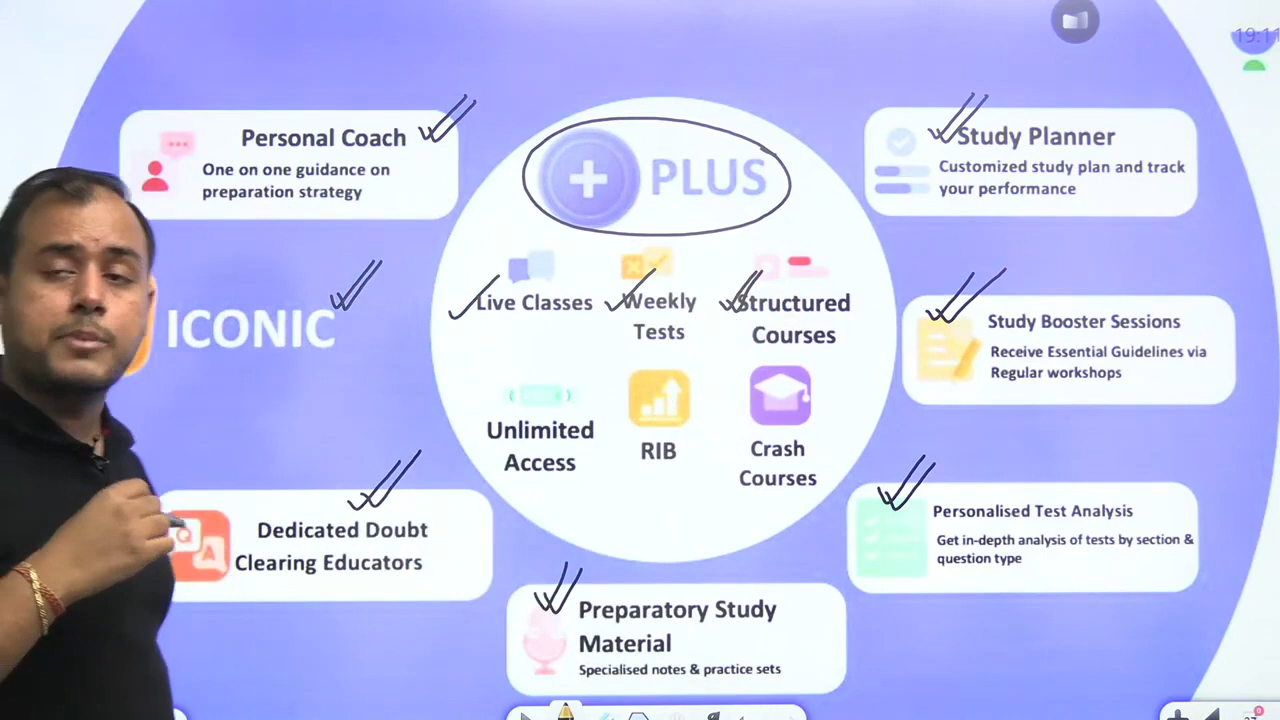 19:11
Personal Coach
One on one guidance on
preparation strategy
PLUS
Study Planner
Customized study plan and track
your performance
Live Classes
Weekly
Tests
Structured
Courses
ICONIC
Study Booster Sessions
Receive Essential Guidelines via
Regular workshops
Unlimited
Access
RIB
Crash
Courses
Dedicated Doubt
Clearing Educators
Q
A
Personalised Test Analysis
Get in-depth analysis of tests by section &
question type
Preparatory Study
Material
Specialised notes & practice sets